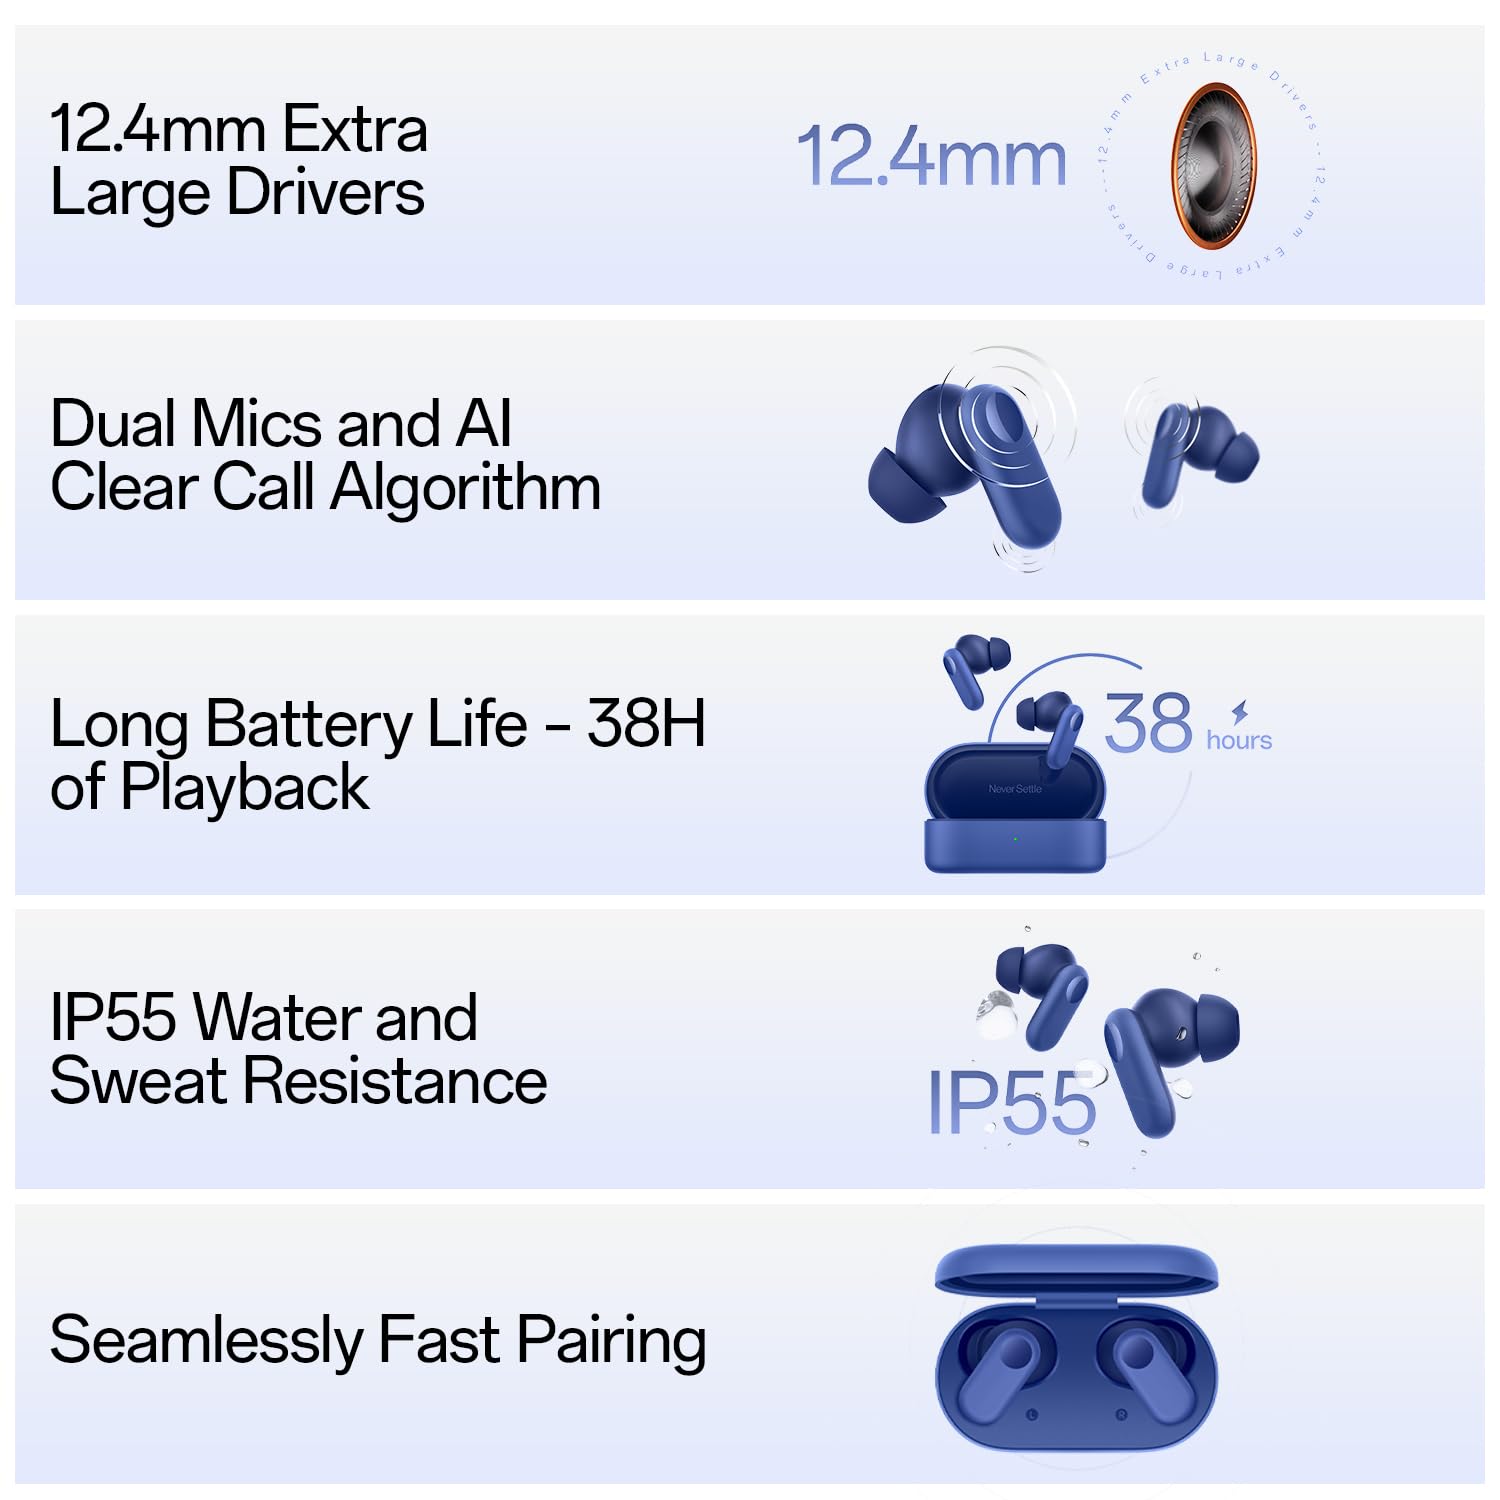 12.4mm Extra
Large Drivers
12.4mm
12.4mm Extra Large Drivers -- 12.4mm Extra Large Drivers ---
Dual Mics and AI
Clear Call Algorithm
Long Battery Life - 38H
of Playback
38 hours
Never Settle
IP55 Water and
Sweat Resistance
IP55
Seamlessly Fast Pairing
L
R